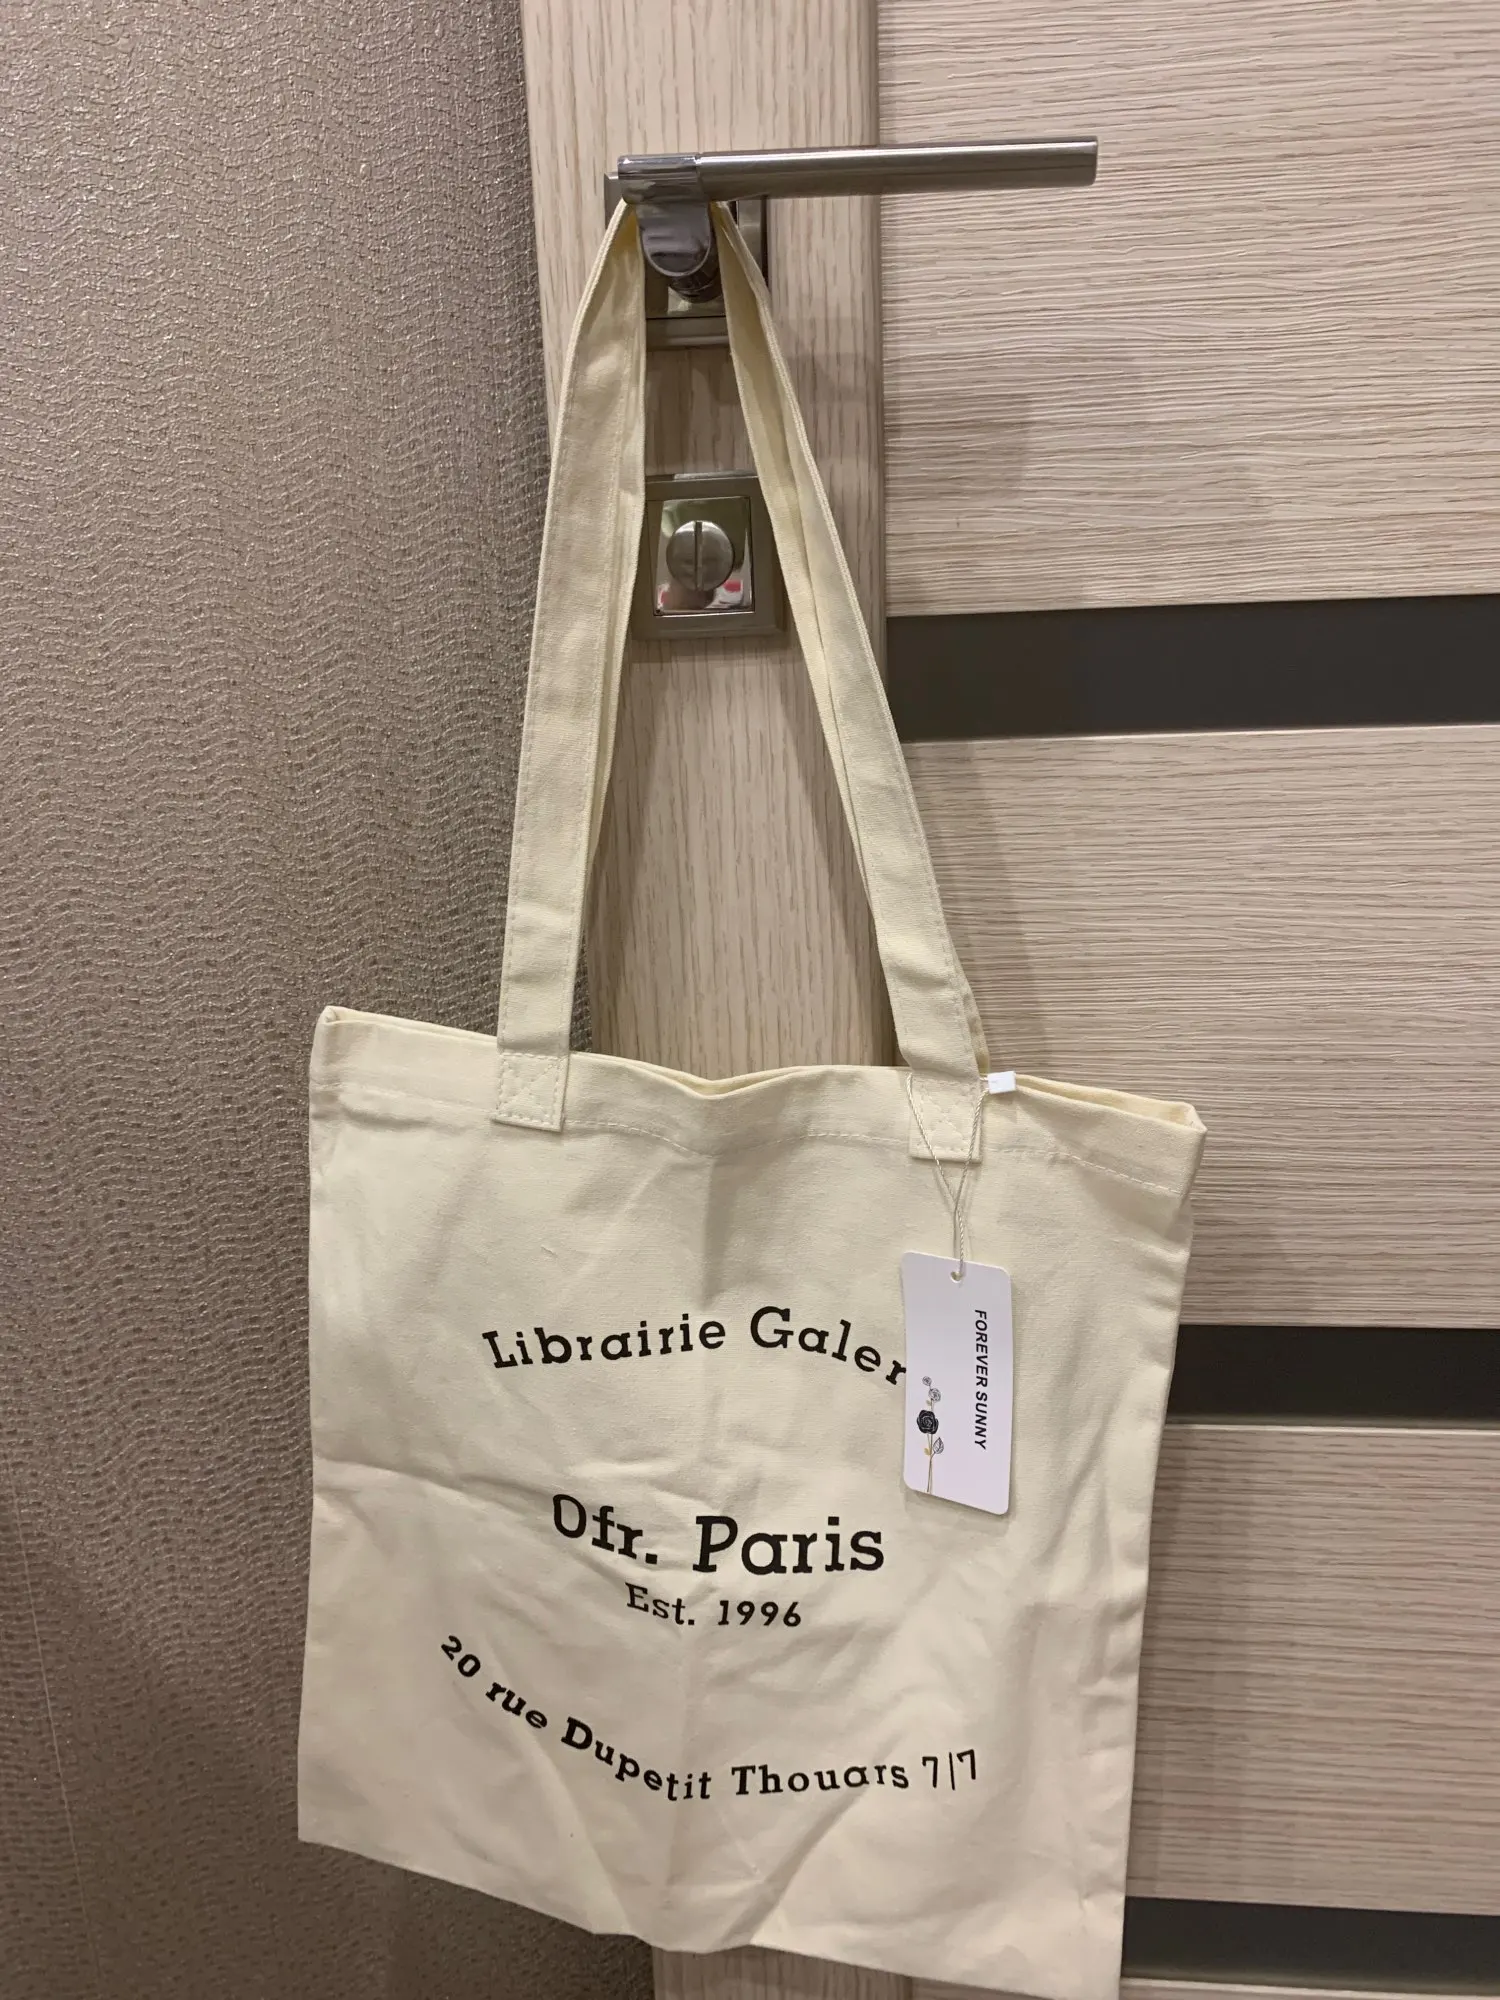 Librairie Galer
FOREVER SUNNY
Ofr. Paris
Est. 1996
20 rue Dupetit Thouars 7|7